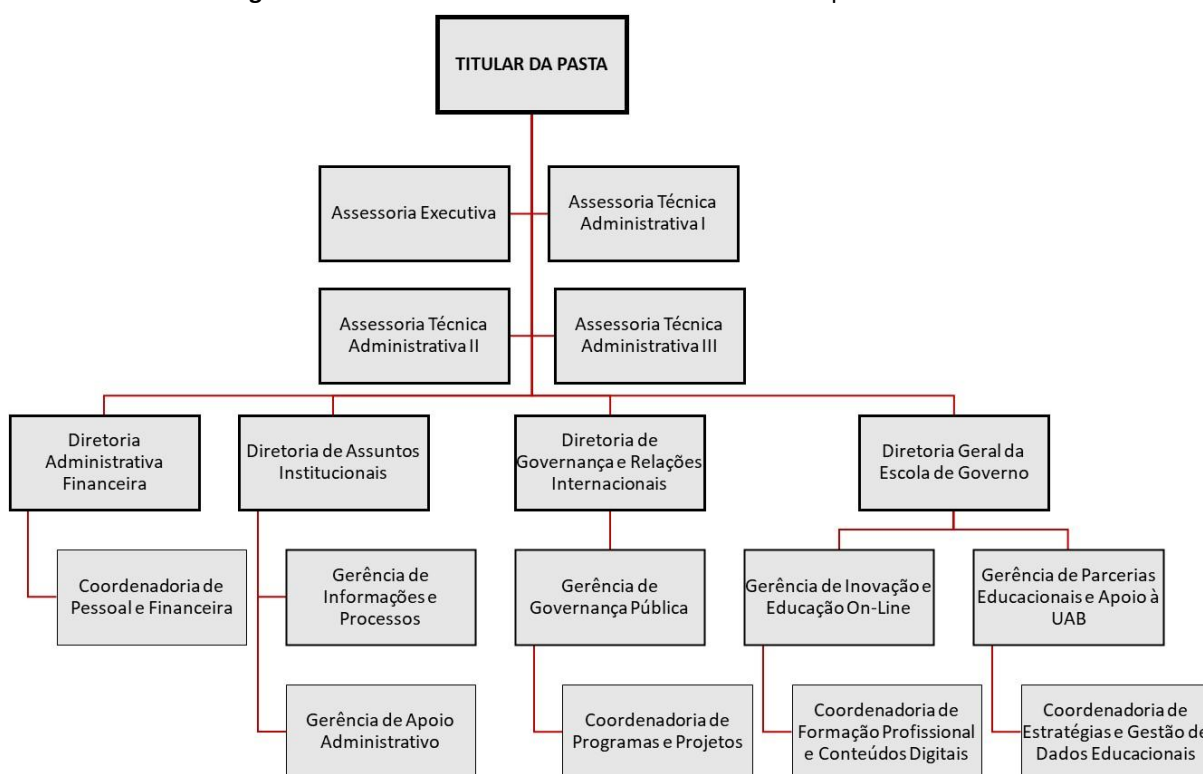 TITULAR DA PASTA
Assessoria Executiva
Assessoria Técnica
Administrativa I
Assessoria Técnica
Administrativa II
Assessoria Técnica
Administrativa III
Diretoria
Administrativa
Financeira
Diretoria de Assuntos
Institucionais
Diretoria de
Governança e Relações
Internacionais
Diretoria Geral da
Escola de Governo
Coordenadoria de
Pessoal e Financeira
Gerência de
Informações e
Processos
Gerência de
Governança Pública
Gerência de Inovação e
Educação On-Line
Gerência de Parcerias
Educacionais e Apoio à
UAB
Gerência de Apoio
Administrativo
Coordenadoria de
Programas e Projetos
Coordenadoria de
Formação Profissional
e Conteúdos Digitais
Coordenadoria de
Estratégias e Gestão de
Dados Educacionais